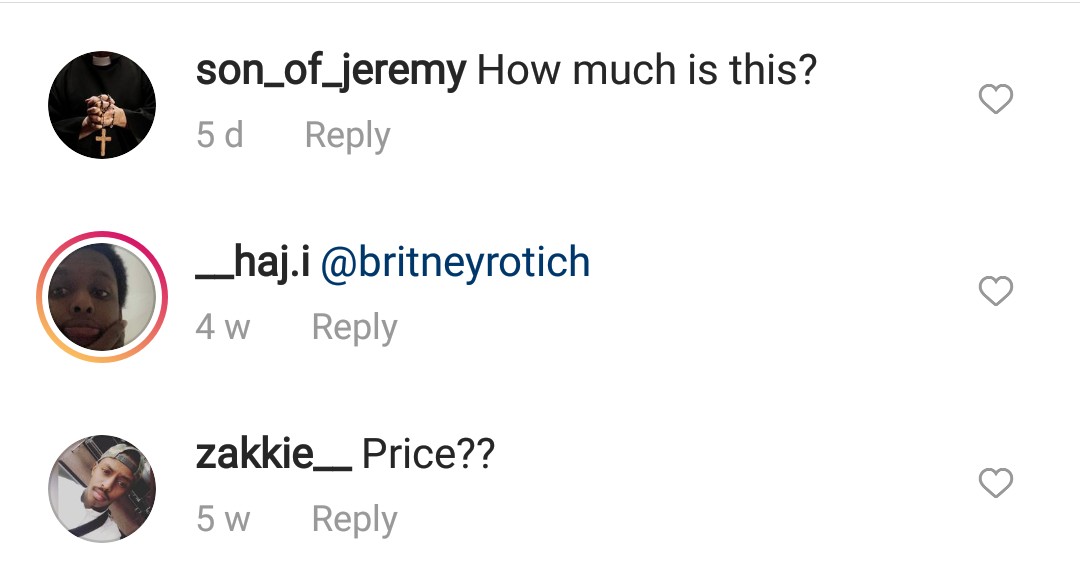 son_of_jeremy How much is this?
5 d Reply
__haj.i @britneyrotich
4 w Reply
zakkie__ Price??
5 w Reply